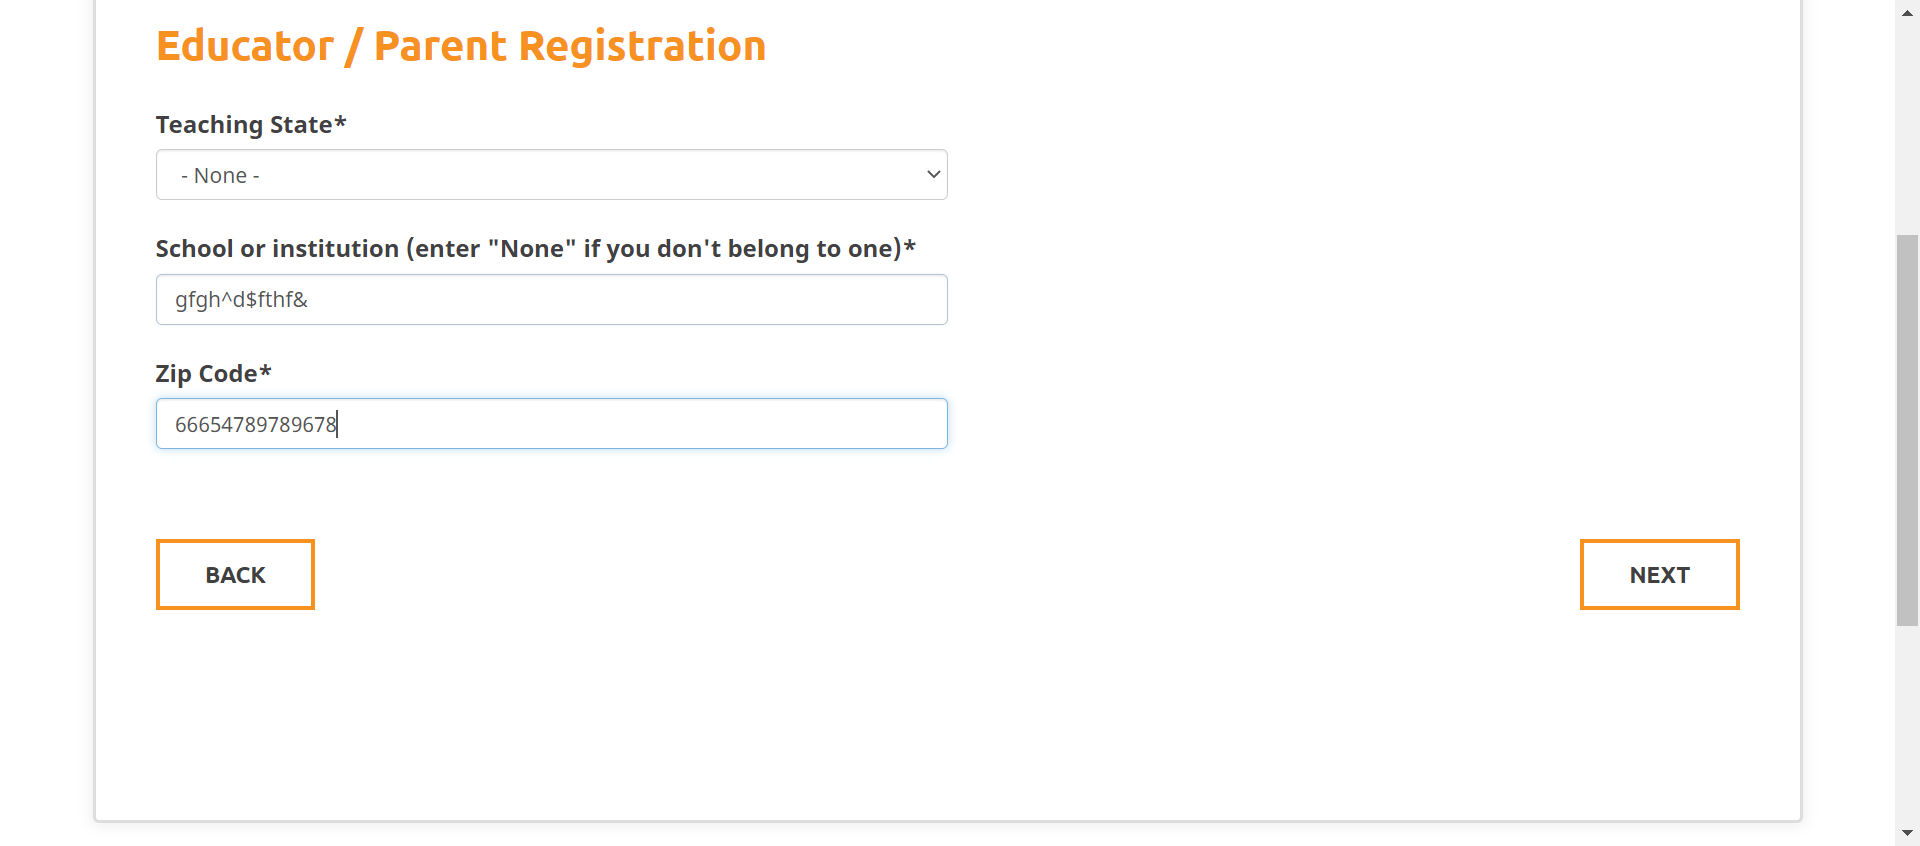 Educator / Parent Registration
Teaching State*
- None -
School or institution (enter "None" if you don't belong to one)*
gfgh^d$fthf&
Zip Code*
66654789789678
BACK
NEXT